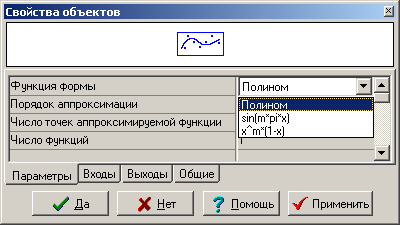 Свойства объектов
Функция формы Полином
Порядок аппроксимации Полином
Число точек аппроксимируемой функции sin(m*pi*x)
Число функций x^m*(1-x)
Параметры Входы Выходы Общие
Да Нет Помощь Применить